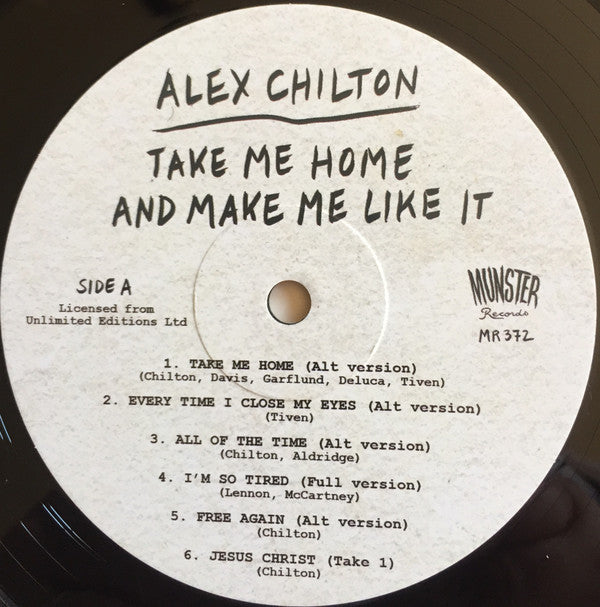 ALEX CHILTON
TAKE ME HOME
AND MAKE ME LIKE IT
SIDE A
Licensed from
Unlimited Editions Ltd
MUNSTER
Records
MR 372
1. TAKE ME HOME (Alt version)
(Chilton, Davis, Garflund, Deluca, Tiven)
2. EVERY TIME I CLOSE MY EYES (Alt version)
(Tiven)
3. ALL OF THE TIME (Alt version)
(Chilton, Aldridge)
4. I'M SO TIRED (Full version)
(Lennon, McCartney)
5. FREE AGAIN (Alt version)
(Chilton)
6. JESUS CHRIST (Take 1)
(Chilton)